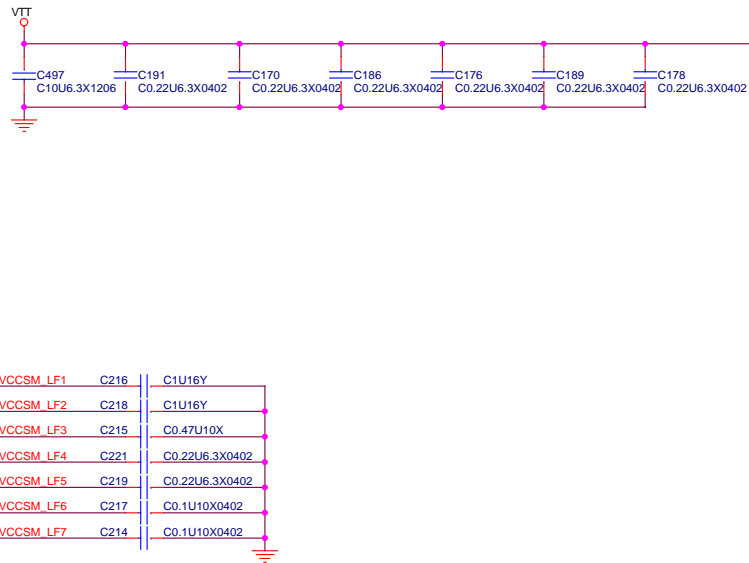 VTT
C497 C191 C170 C186 C176 C189 C178
C10U6.3X1206 C0.22U6.3X0402 C0.22U6.3X0402 C0.22U6.3X0402 C0.22U6.3X0402 C0.22U6.3X0402 C0.22U6.3X0402
VCCSM_LF1 C216 C1U16Y
VCCSM_LF2 C218 C1U16Y
VCCSM_LF3 C215 C0.47U10X
VCCSM_LF4 C221 C0.22U6.3X0402
VCCSM_LF5 C219 C0.22U6.3X0402
VCCSM_LF6 C217 C0.1U10X0402
VCCSM_LF7 C214 C0.1U10X0402